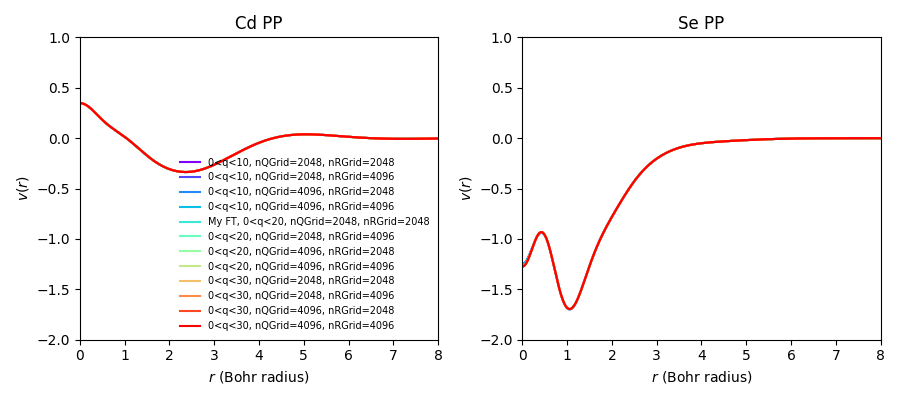 Cd PP
1.0
0.5
0.0
−0.5
−1.0
−1.5
−2.0
v(r)
0<q<10, nQGrid=2048, nRGrid=2048
0<q<10, nQGrid=2048, nRGrid=4096
0<q<10, nQGrid=4096, nRGrid=2048
0<q<10, nQGrid=4096, nRGrid=4096
My FT, 0<q<20, nQGrid=2048, nRGrid=2048
0<q<20, nQGrid=2048, nRGrid=4096
0<q<20, nQGrid=4096, nRGrid=2048
0<q<20, nQGrid=4096, nRGrid=4096
0<q<30, nQGrid=2048, nRGrid=2048
0<q<30, nQGrid=2048, nRGrid=4096
0<q<30, nQGrid=4096, nRGrid=2048
0<q<30, nQGrid=4096, nRGrid=4096
0 1 2 3 4 5 6 7 8
r (Bohr radius)
Se PP
1.0
0.5
0.0
−0.5
−1.0
−1.5
−2.0
v(r)
0 1 2 3 4 5 6 7 8
r (Bohr radius)